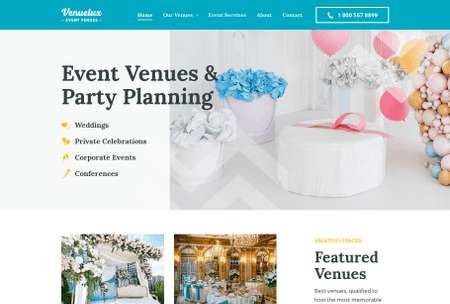 Venuelux
• EVENT VENUES •
Home
Our Venues
Event Services
About
Contact
1 800 567 8899
Event Venues &
Party Planning
Weddings
Private Celebrations
Corporate Events
Conferences
AMAZING SPACES
Featured
Venues
Best venues, qualified to
host the most memorable